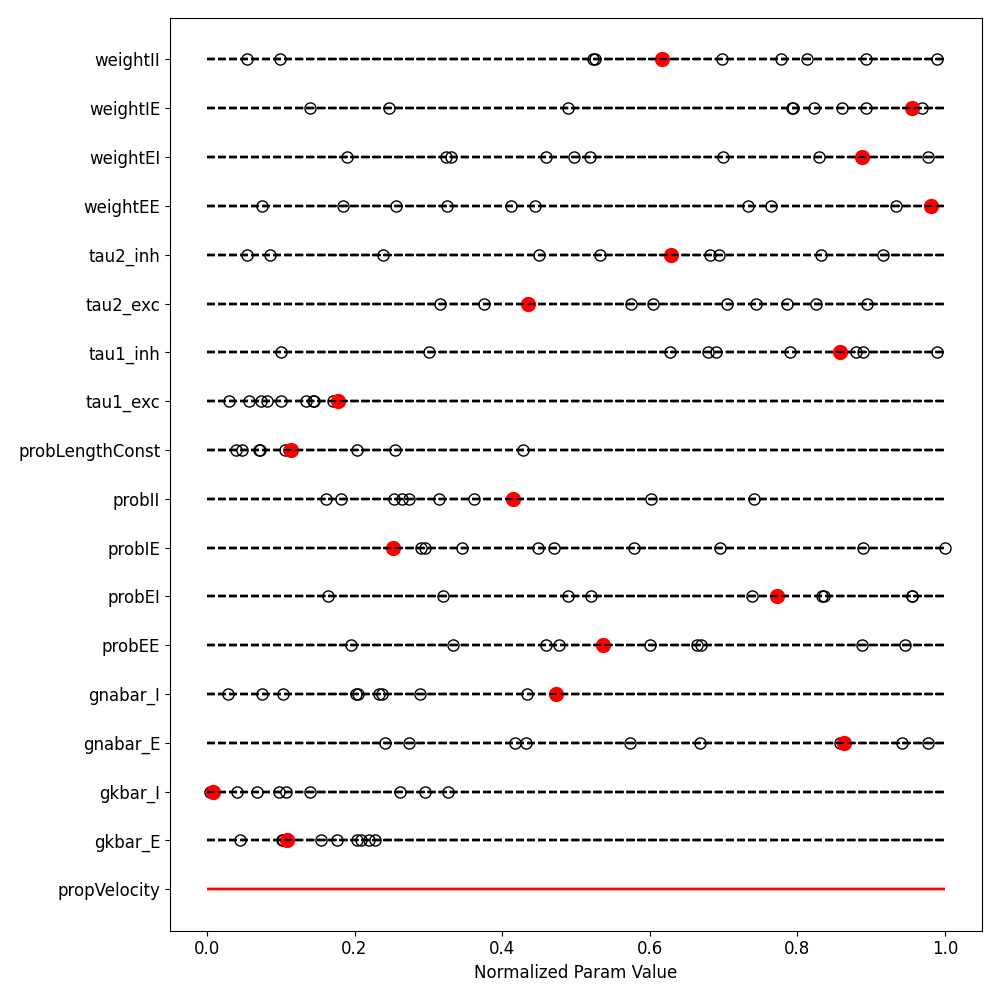 weightII
weightIE
weightEI
weightEE
tau2_inh
tau2_exc
tau1_inh
tau1_exc
probLengthConst
probII
probIE
probEI
probEE
gnabar_I
gnabar_E
gkbar_I
gkbar_E
propVelocity
0.0 0.2 0.4 0.6 0.8 1.0
Normalized Param Value